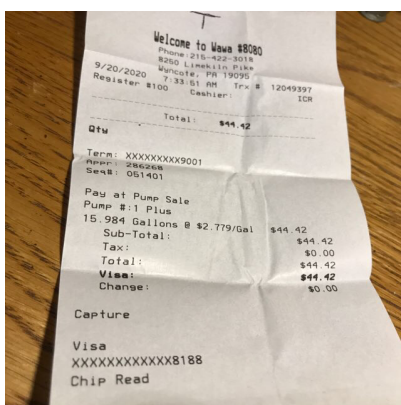 Welcome to Wawa #8080
Phone:215-422-3018
8250 Limekiln Pike
Wyncote, PA 19095
9/20/2020 7:33:51 AM Trx # 12049397
Register #100 Cashier: ICR
Total: $44.42
Qty
Term: XXXXXXXXX9001
Appr: 286268
Seq#: 051401
Pay at Pump Sale
Pump #:1 Plus
15.984 Gallons @ $2.779/Gal $44.42
Sub-Total: $44.42
Tax: $0.00
Total: $44.42
Visa: $44.42
Change: $0.00
Capture
Visa
XXXXXXXXXXXX8188
Chip Read